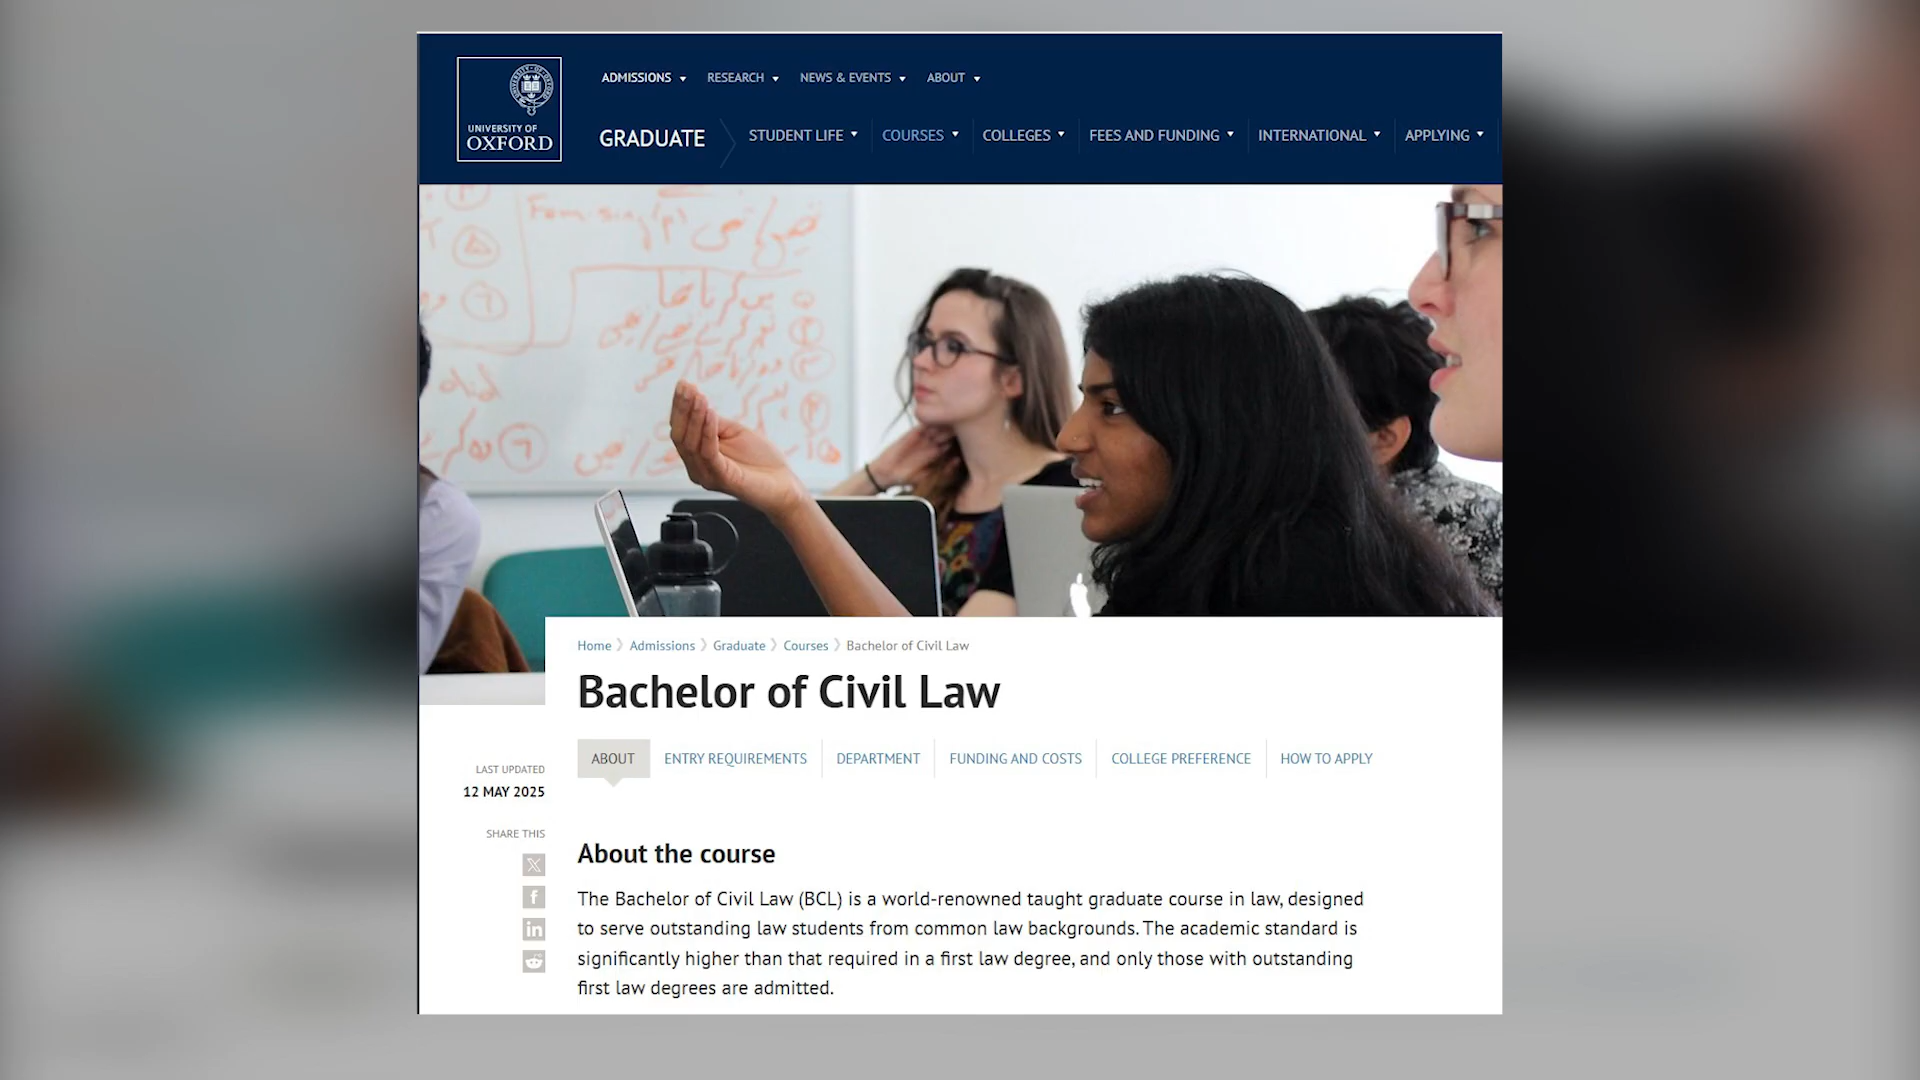 UNIVERSITY OF
OXFORD
ADMISSIONS RESEARCH NEWS & EVENTS ABOUT
GRADUATE STUDENT LIFE COURSES COLLEGES FEES AND FUNDING INTERNATIONAL APPLYING
Home Admissions Graduate Courses Bachelor of Civil Law
Bachelor of Civil Law
ABOUT ENTRY REQUIREMENTS DEPARTMENT FUNDING AND COSTS COLLEGE PREFERENCE HOW TO APPLY
LAST UPDATED
12 MAY 2025
SHARE THIS
About the course
The Bachelor of Civil Law (BCL) is a world-renowned taught graduate course in law, designed
to serve outstanding law students from common law backgrounds. The academic standard is
significantly higher than that required in a first law degree, and only those with outstanding
first law degrees are admitted.